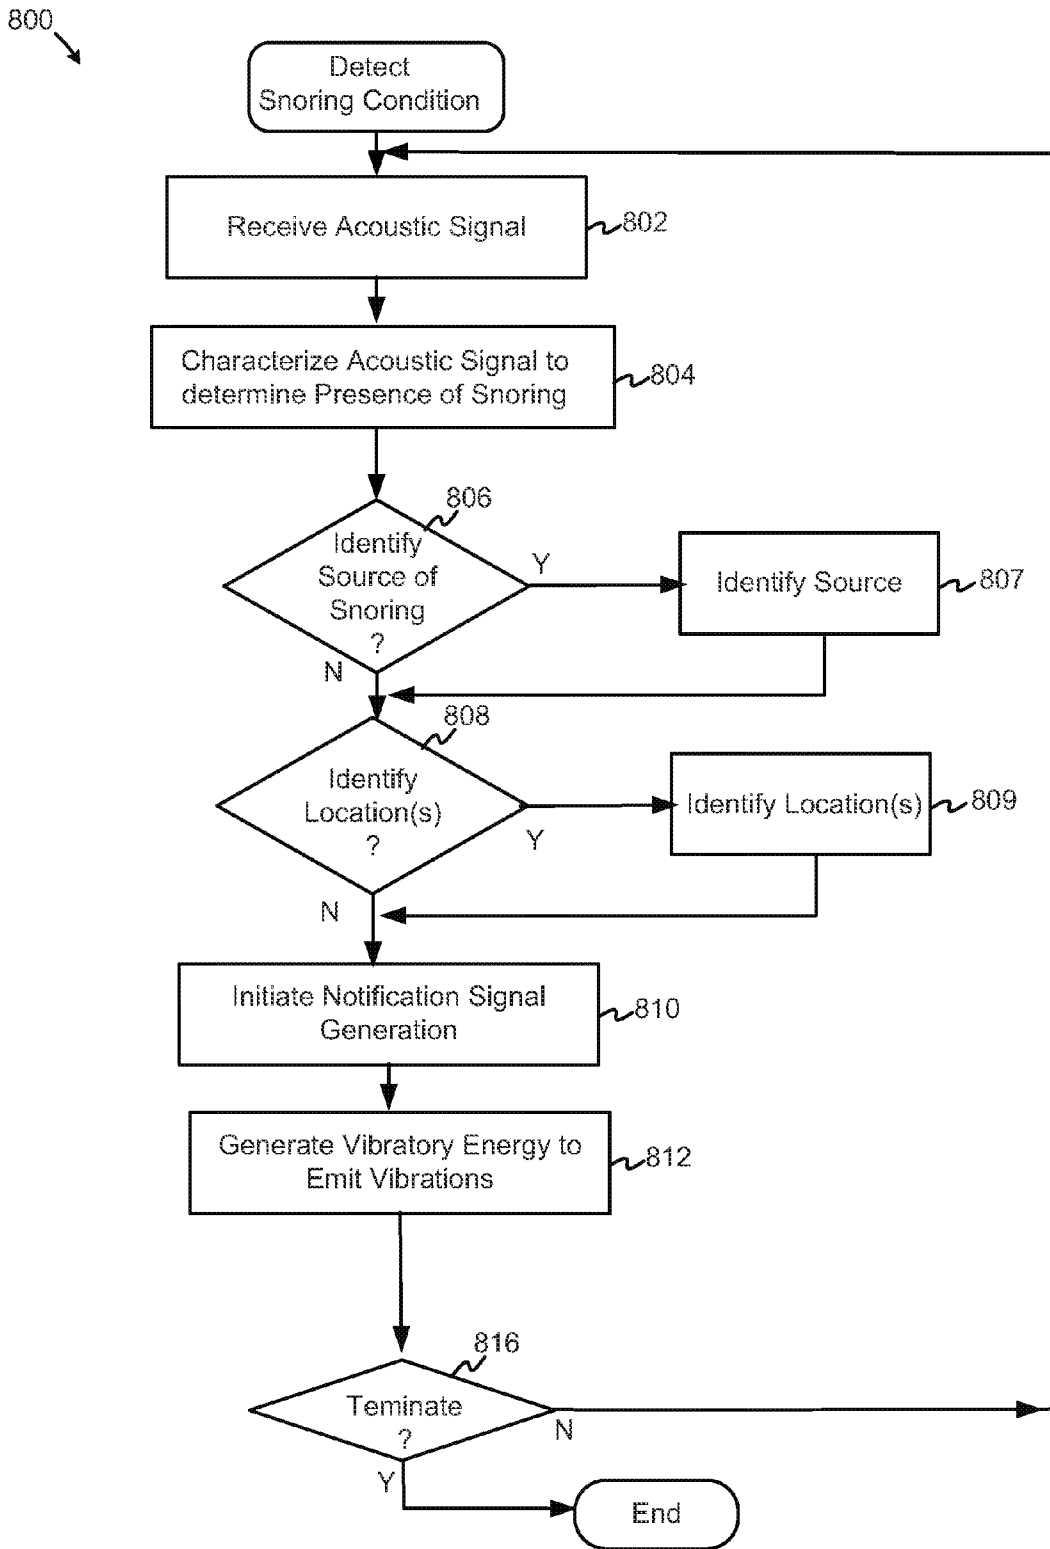 800
Detect
Snoring Condition
Receive Acoustic Signal
802
Characterize Acoustic Signal to
determine Presence of Snoring
804
806
Identify
Source of
Snoring
?
Y
N
Identify Source
807
808
Identify
Location(s)
?
Y
N
Identify Location(s)
809
Initiate Notification Signal
Generation
810
Generate Vibratory Energy to
Emit Vibrations
812
816
Teminate
?
N
Y
End